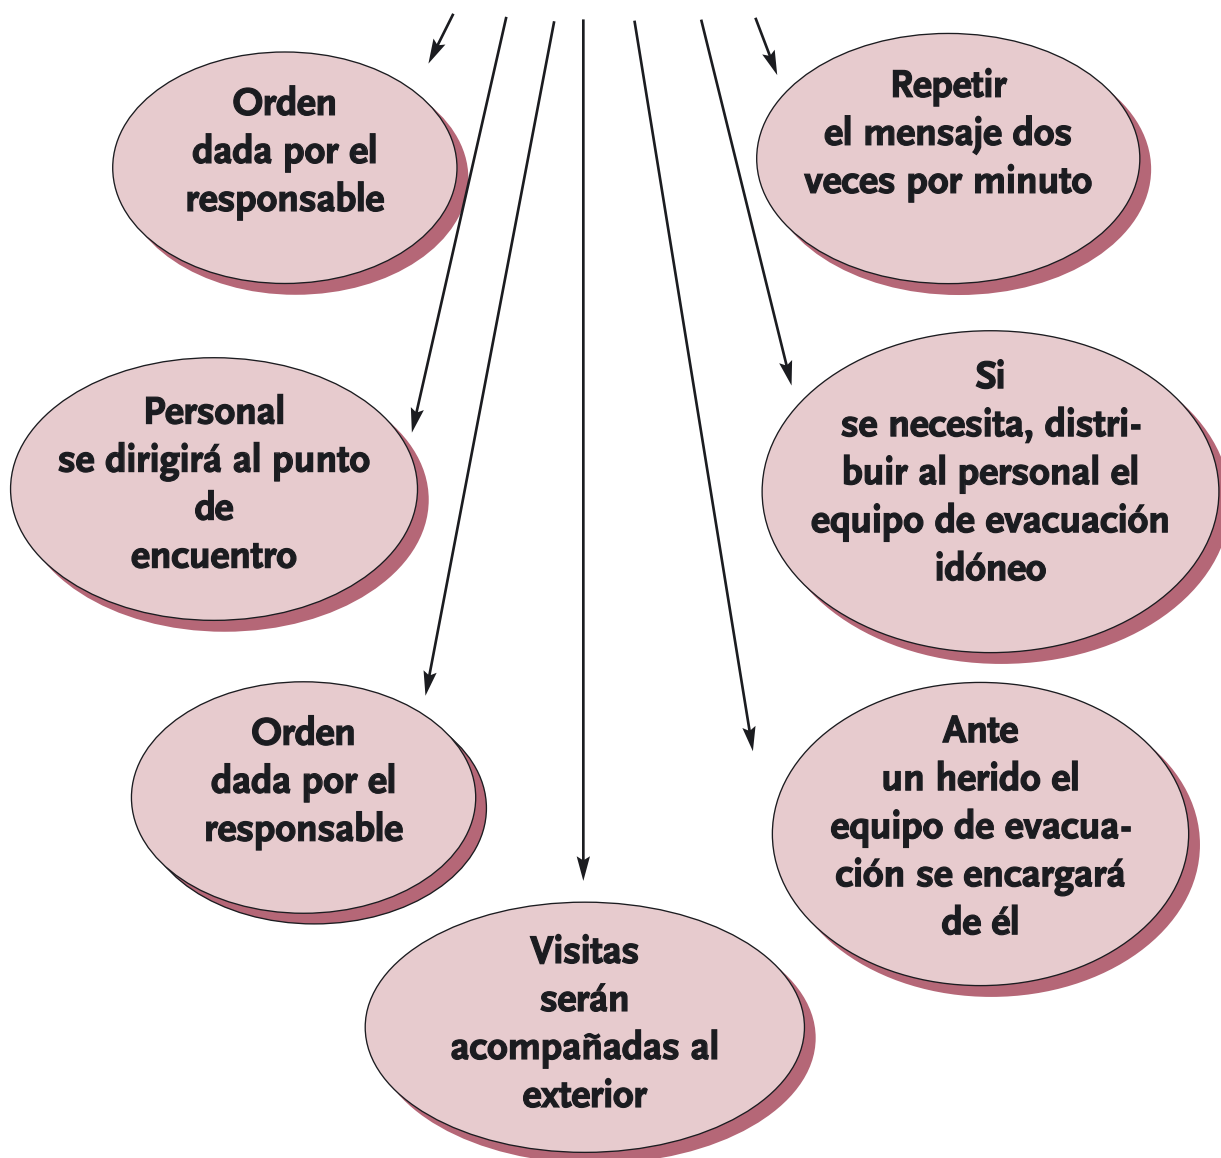 Orden
dada por el
responsable
Repetir
el mensaje dos
veces por minuto
Personal
se dirigirá al punto
de
encuentro
Si
se necesita, distri-
buir al personal el
equipo de evacuación
idóneo
Orden
dada por el
responsable
Ante
un herido el
equipo de evacua-
ción se encargará
de él
Visitas
serán
acompañadas al
exterior